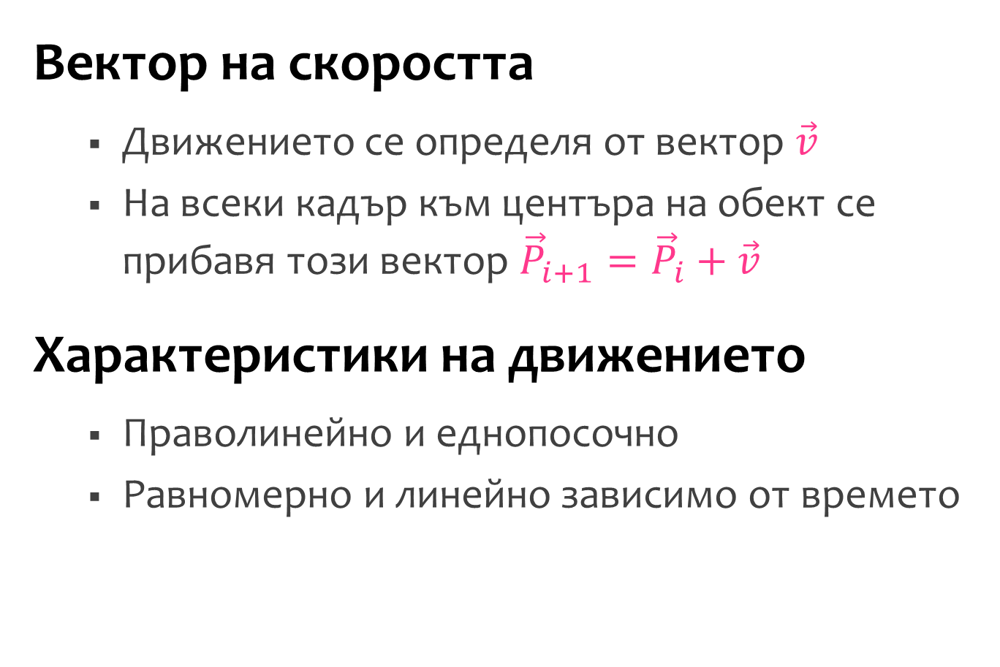 Вектор на скоростта
▪ Движението се определя от вектор \(\vec{v}\)
▪ На всеки кадър към центъра на обект се
прибавя този вектор \(\vec{P}_{i+1} = \vec{P}_i + \vec{v}\)
Характеристики на движението
▪ Праволинейно и еднопосочно
▪ Равномерно и линейно зависимо от времето